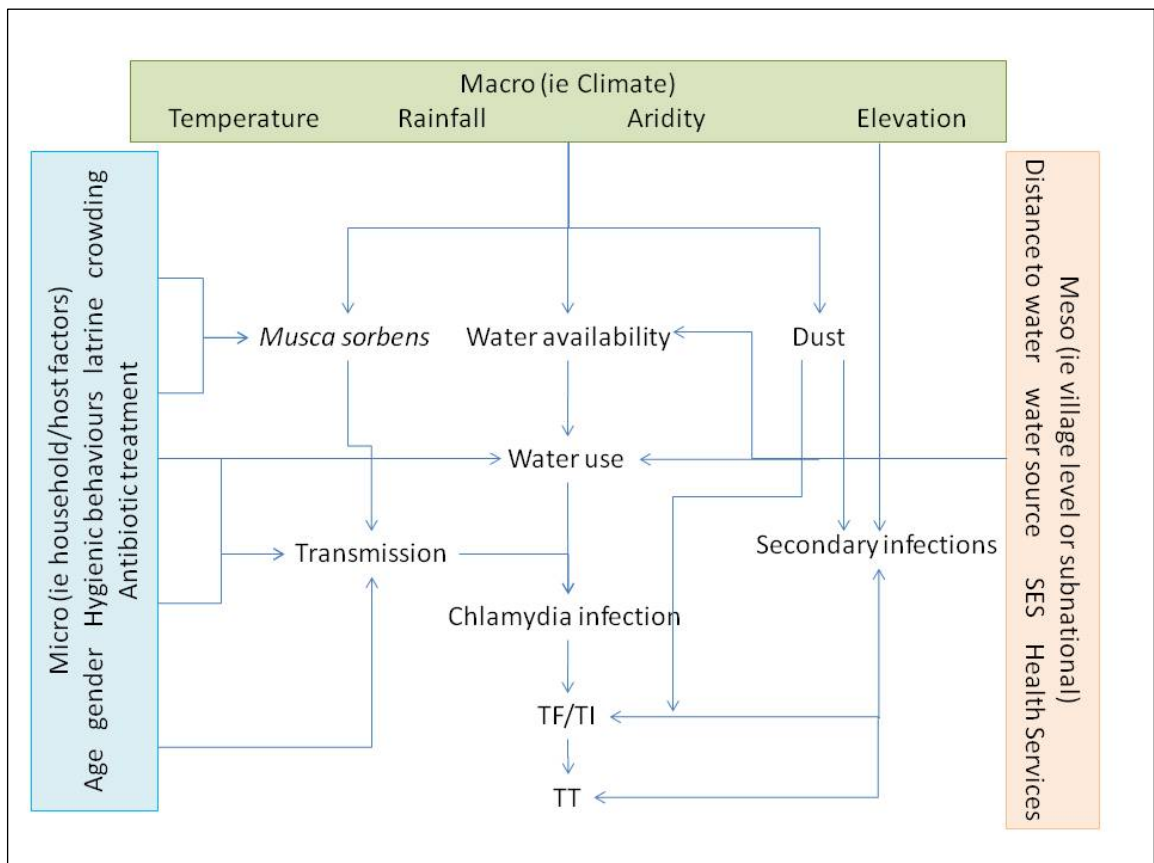 Macro (ie Climate)
Temperature Rainfall Aridity Elevation
Micro (ie household/host factors)
Age gender Hygienic behaviours latrine crowding
Antibiotic treatment
Meso (ie village level or subnational)
Distance to water water source SES Health Services
Musca sorbens Water availability Dust
Water use
Transmission Secondary infections
Chlamydia infection
TF/TI
TT